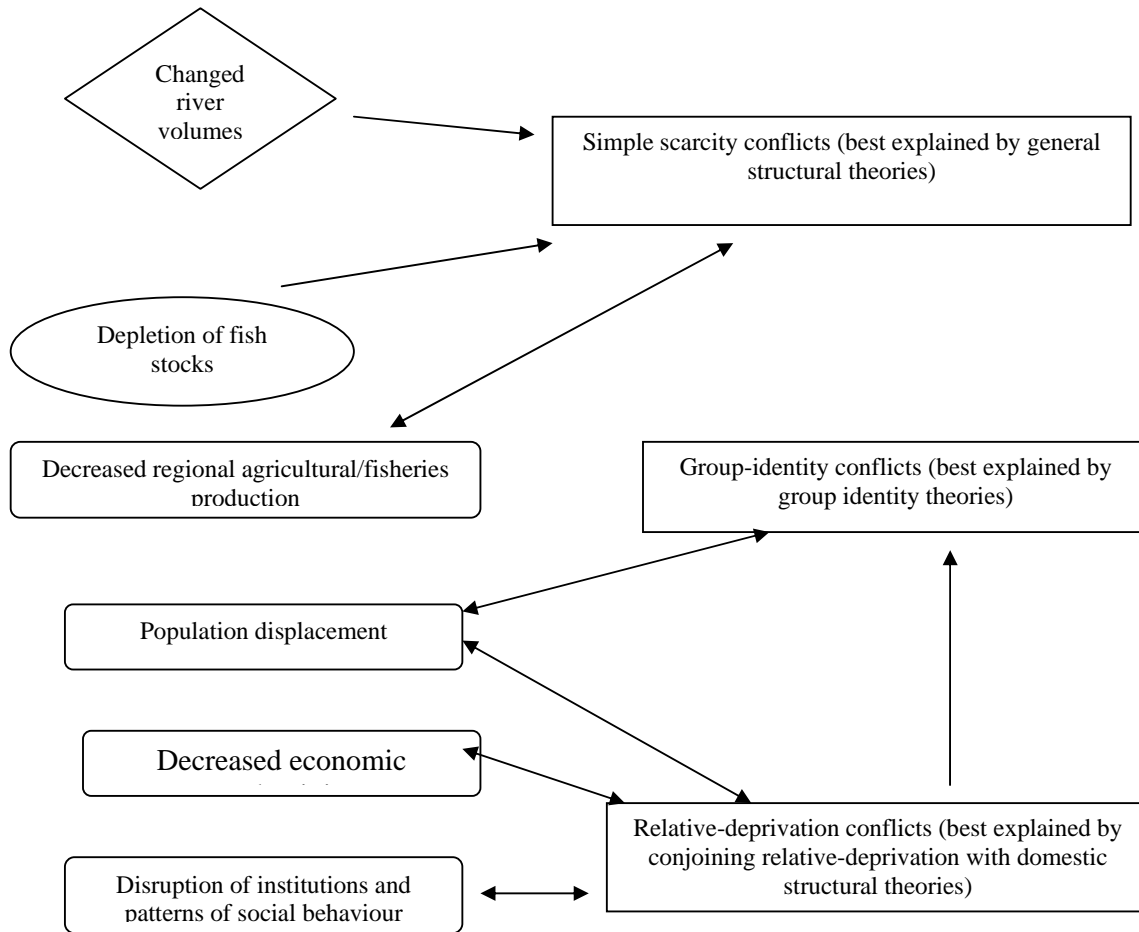 Changed
river
volumes
Simple scarcity conflicts (best explained by general
structural theories)
Depletion of fish
stocks
Decreased regional agricultural/fisheries
production
Group-identity conflicts (best explained by
group identity theories)
Population displacement
Decreased economic
Relative-deprivation conflicts (best explained by
conjoining relative-deprivation with domestic
structural theories)
Disruption of institutions and
patterns of social behaviour